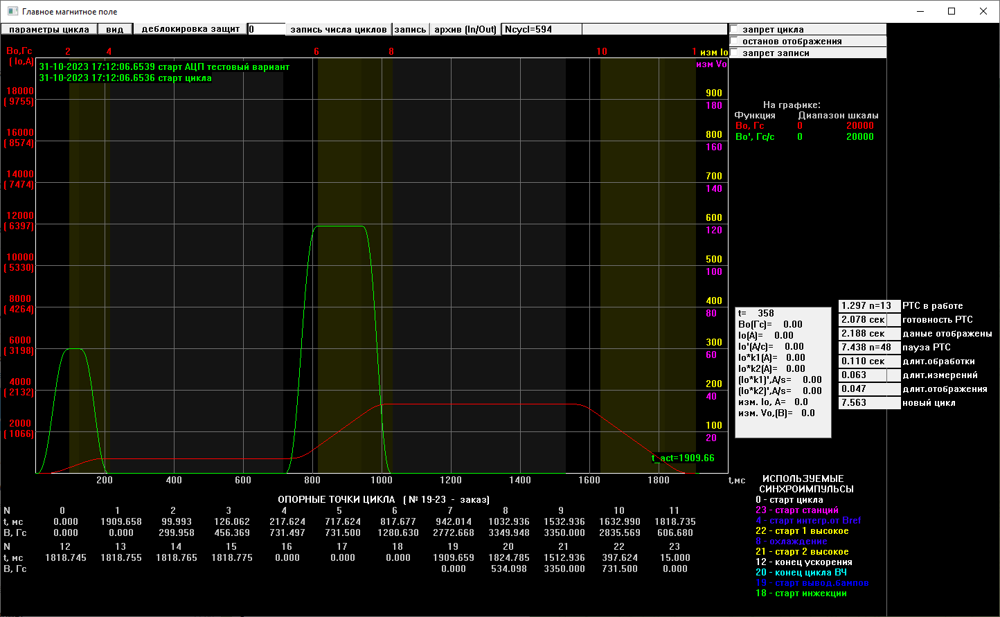 Главное магнитное поле
параметры цикла вид деблокировка защит 0 запись числа циклов запись архив (In/Out) Ncycl=594
запрет цикла
останов отображения
запрет записи
Bo,Гс 2 4 6 8 10 1 изм Io
( Io,A) изм Vo
31-10-2023 17:12:06.6539 старт АЦП тестовый вариант
31-10-2023 17:12:06.6536 старт цикла
18000 900
( 9755) 180
16000 800
( 8574) 160
14000 700
( 7474) 140
12000 600
( 6397) 120
10000 500
( 5330) 100
8000 400
( 4264) 80
6000 300
( 3198) 60
4000 200
( 2132) 40
2000 100
( 1066) 20
t_act=1909.66
200 400 600 800 1000 1200 1400 1600 1800 t,мс
На графике:
Функция Диапазон шкалы
Bo, Гс 0 20000
Bo', Гс/с 0 20000
t= 358
Bo(Гс)= 0.00
Io(A)= 0.00
Io'(A/c)= 0.00
Io*k1(A)= 0.00
Io*k2(A)= 0.00
(Io*k1)',A/s= 0.00
(Io*k2)',A/s= 0.00
изм. Io, A= 0.0
изм. Vo,(B)= 0.0
1.297 n=13 РТС в работе
2.078 сек готовность РТС
2.188 сек даные отображены
7.438 n=48 пауза РТС
0.110 сек длит.обработки
0.063 длит.измерений
0.047 длит.отображения
7.563 новый цикл
ОПОРНЫЕ ТОЧКИ ЦИКЛА ( № 19-23 - заказ)
N 0 1 2 3 4 5 6 7 8 9 10 11
t, мс 0.000 1909.658 99.993 126.062 217.624 717.624 817.677 942.014 1032.936 1532.936 1632.990 1818.735
B, Гс 0.000 0.000 299.958 456.369 731.497 731.500 1280.630 2772.668 3349.948 3350.000 2835.569 606.680
N 12 13 14 15 16 17 18 19 20 21 22 23
t, мс 1818.745 1818.755 1818.765 1818.775 0.000 0.000 0.000 1909.659 1824.785 1512.936 397.624 15.000
B, Гс 0.000 534.098 3350.000 731.500 0.000
ИСПОЛЬЗУЕМЫЕ
СИНХРОИМПУЛЬСЫ
0 - старт цикла
23 - старт станций
4 - старт интегр.от Bref
22 - старт 1 высокое
8 - охлаждение
21 - старт 2 высокое
12 - конец ускорения
20 - конец цикла ВЧ
19 - старт вывод.бампов
18 - старт инжекции